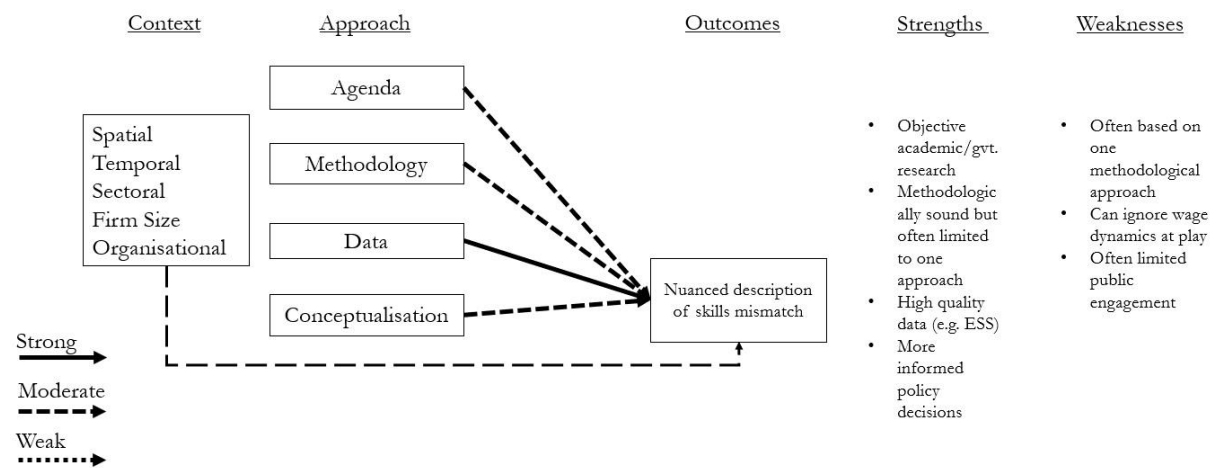 Context
Approach
Outcomes
Strengths
Weaknesses
Agenda
Methodology
Data
Conceptualisation
Spatial
Temporal
Sectoral
Firm Size
Organisational
Nuanced description
of skills mismatch
• Objective
academic/gvt.
research
• Methodologic
ally sound but
often limited
to one
approach
• High quality
data (e.g. ESS)
• More
informed
policy
decisions
• Often based on
one
methodological
approach
• Can ignore wage
dynamics at play
• Often limited
public
engagement
Strong
Moderate
Weak